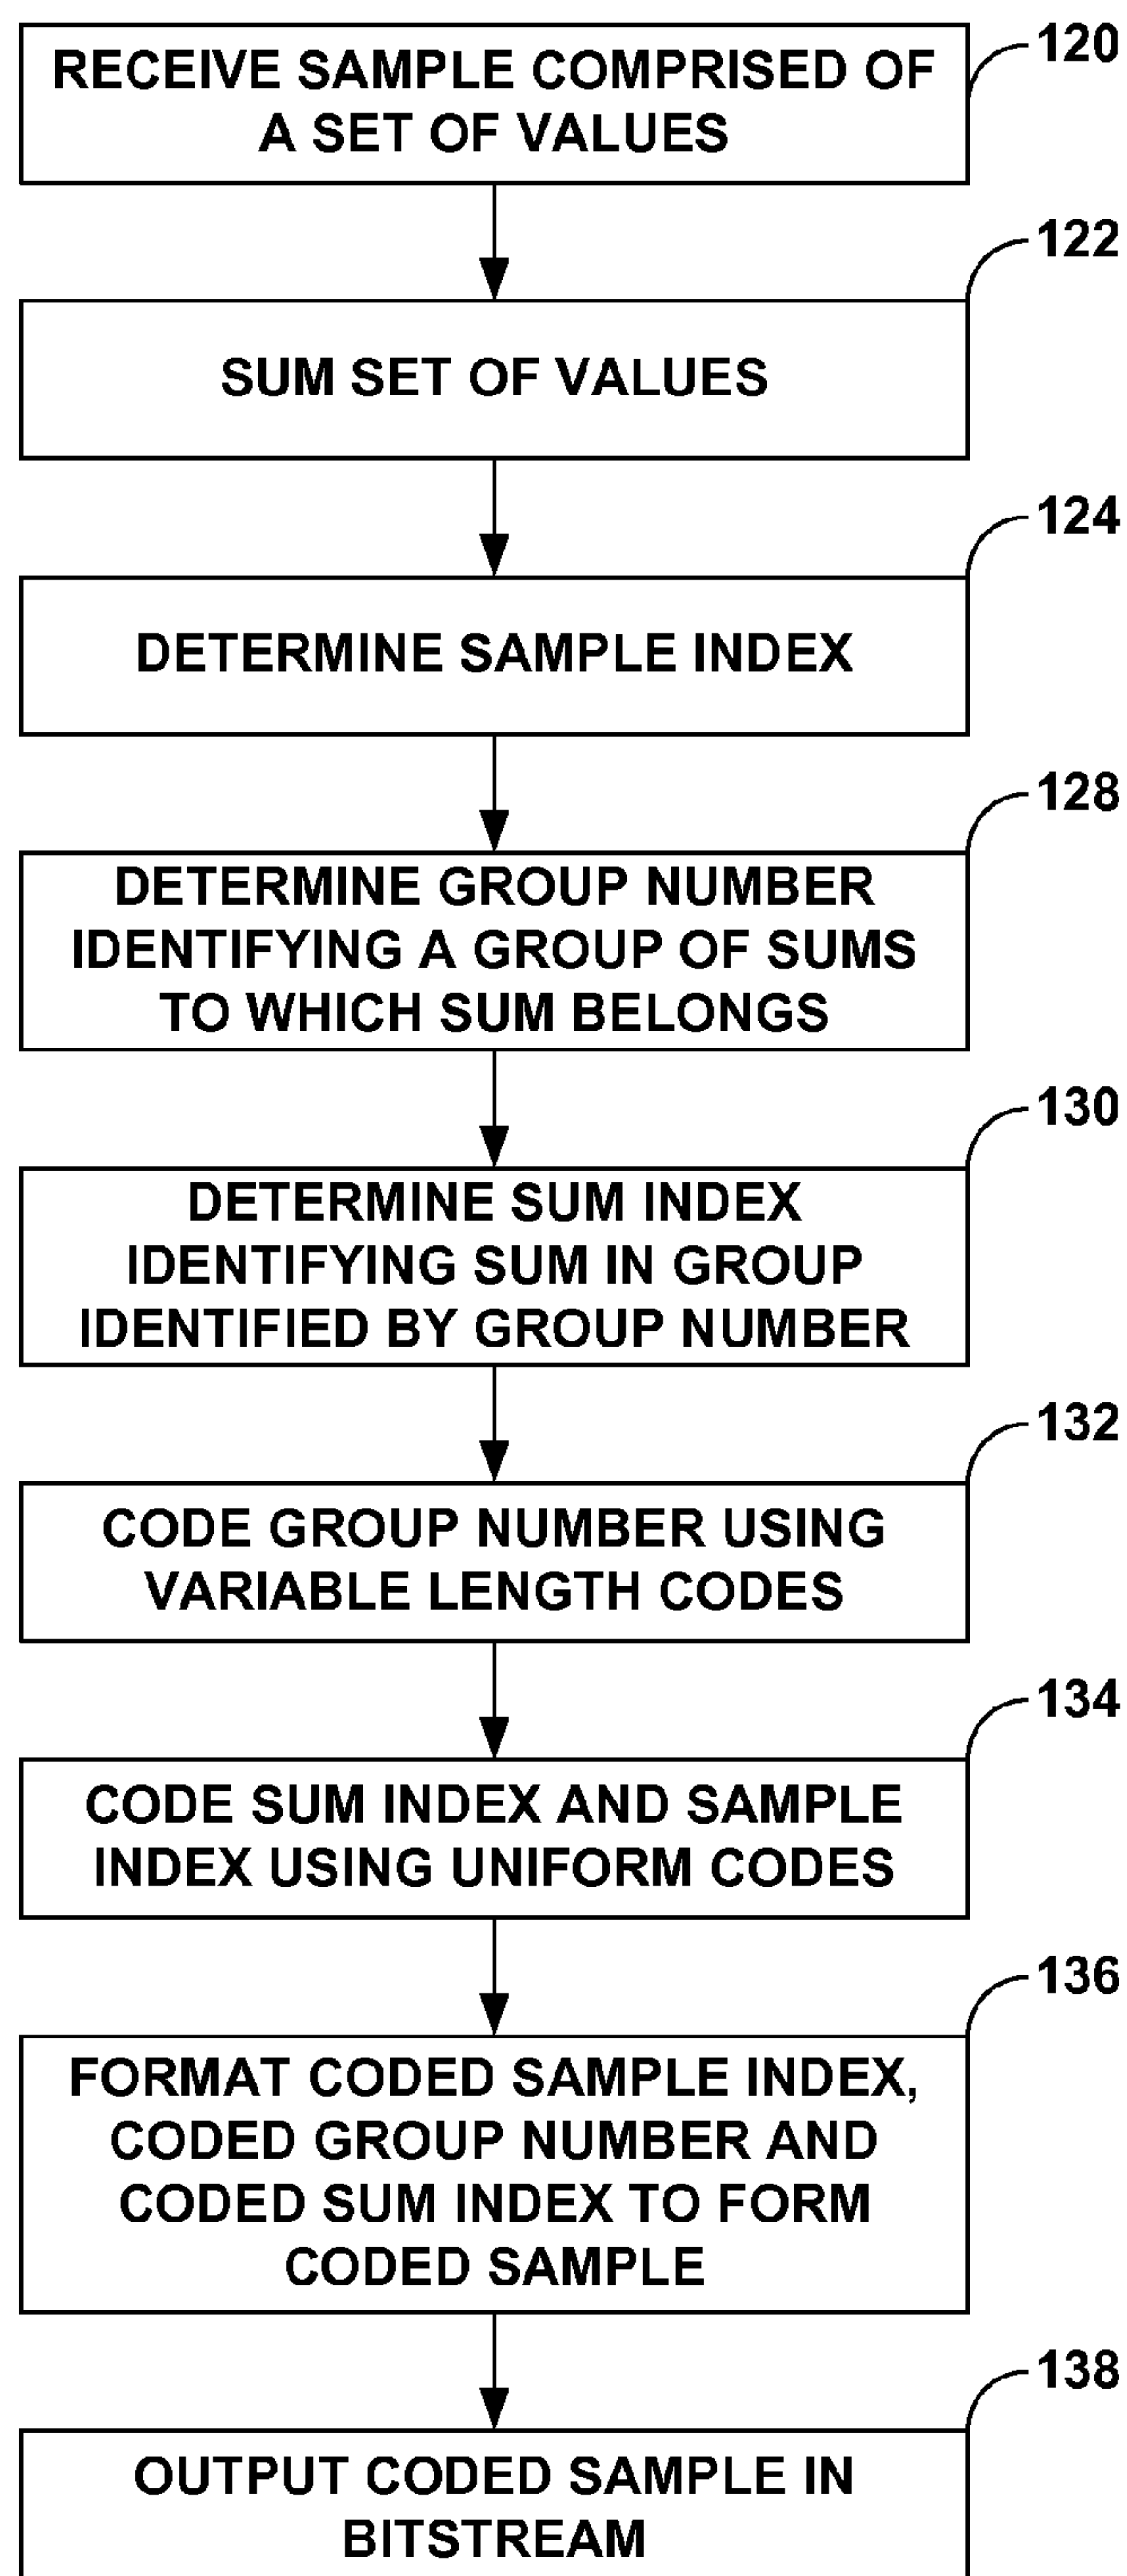 120
RECEIVE SAMPLE COMPRISED OF
A SET OF VALUES
122
SUM SET OF VALUES
124
DETERMINE SAMPLE INDEX
128
DETERMINE GROUP NUMBER
IDENTIFYING A GROUP OF SUMS
TO WHICH SUM BELONGS
130
DETERMINE SUM INDEX
IDENTIFYING SUM IN GROUP
IDENTIFIED BY GROUP NUMBER
132
CODE GROUP NUMBER USING
VARIABLE LENGTH CODES
134
CODE SUM INDEX AND SAMPLE
INDEX USING UNIFORM CODES
136
FORMAT CODED SAMPLE INDEX,
CODED GROUP NUMBER AND
CODED SUM INDEX TO FORM
CODED SAMPLE
138
OUTPUT CODED SAMPLE IN
BITSTREAM